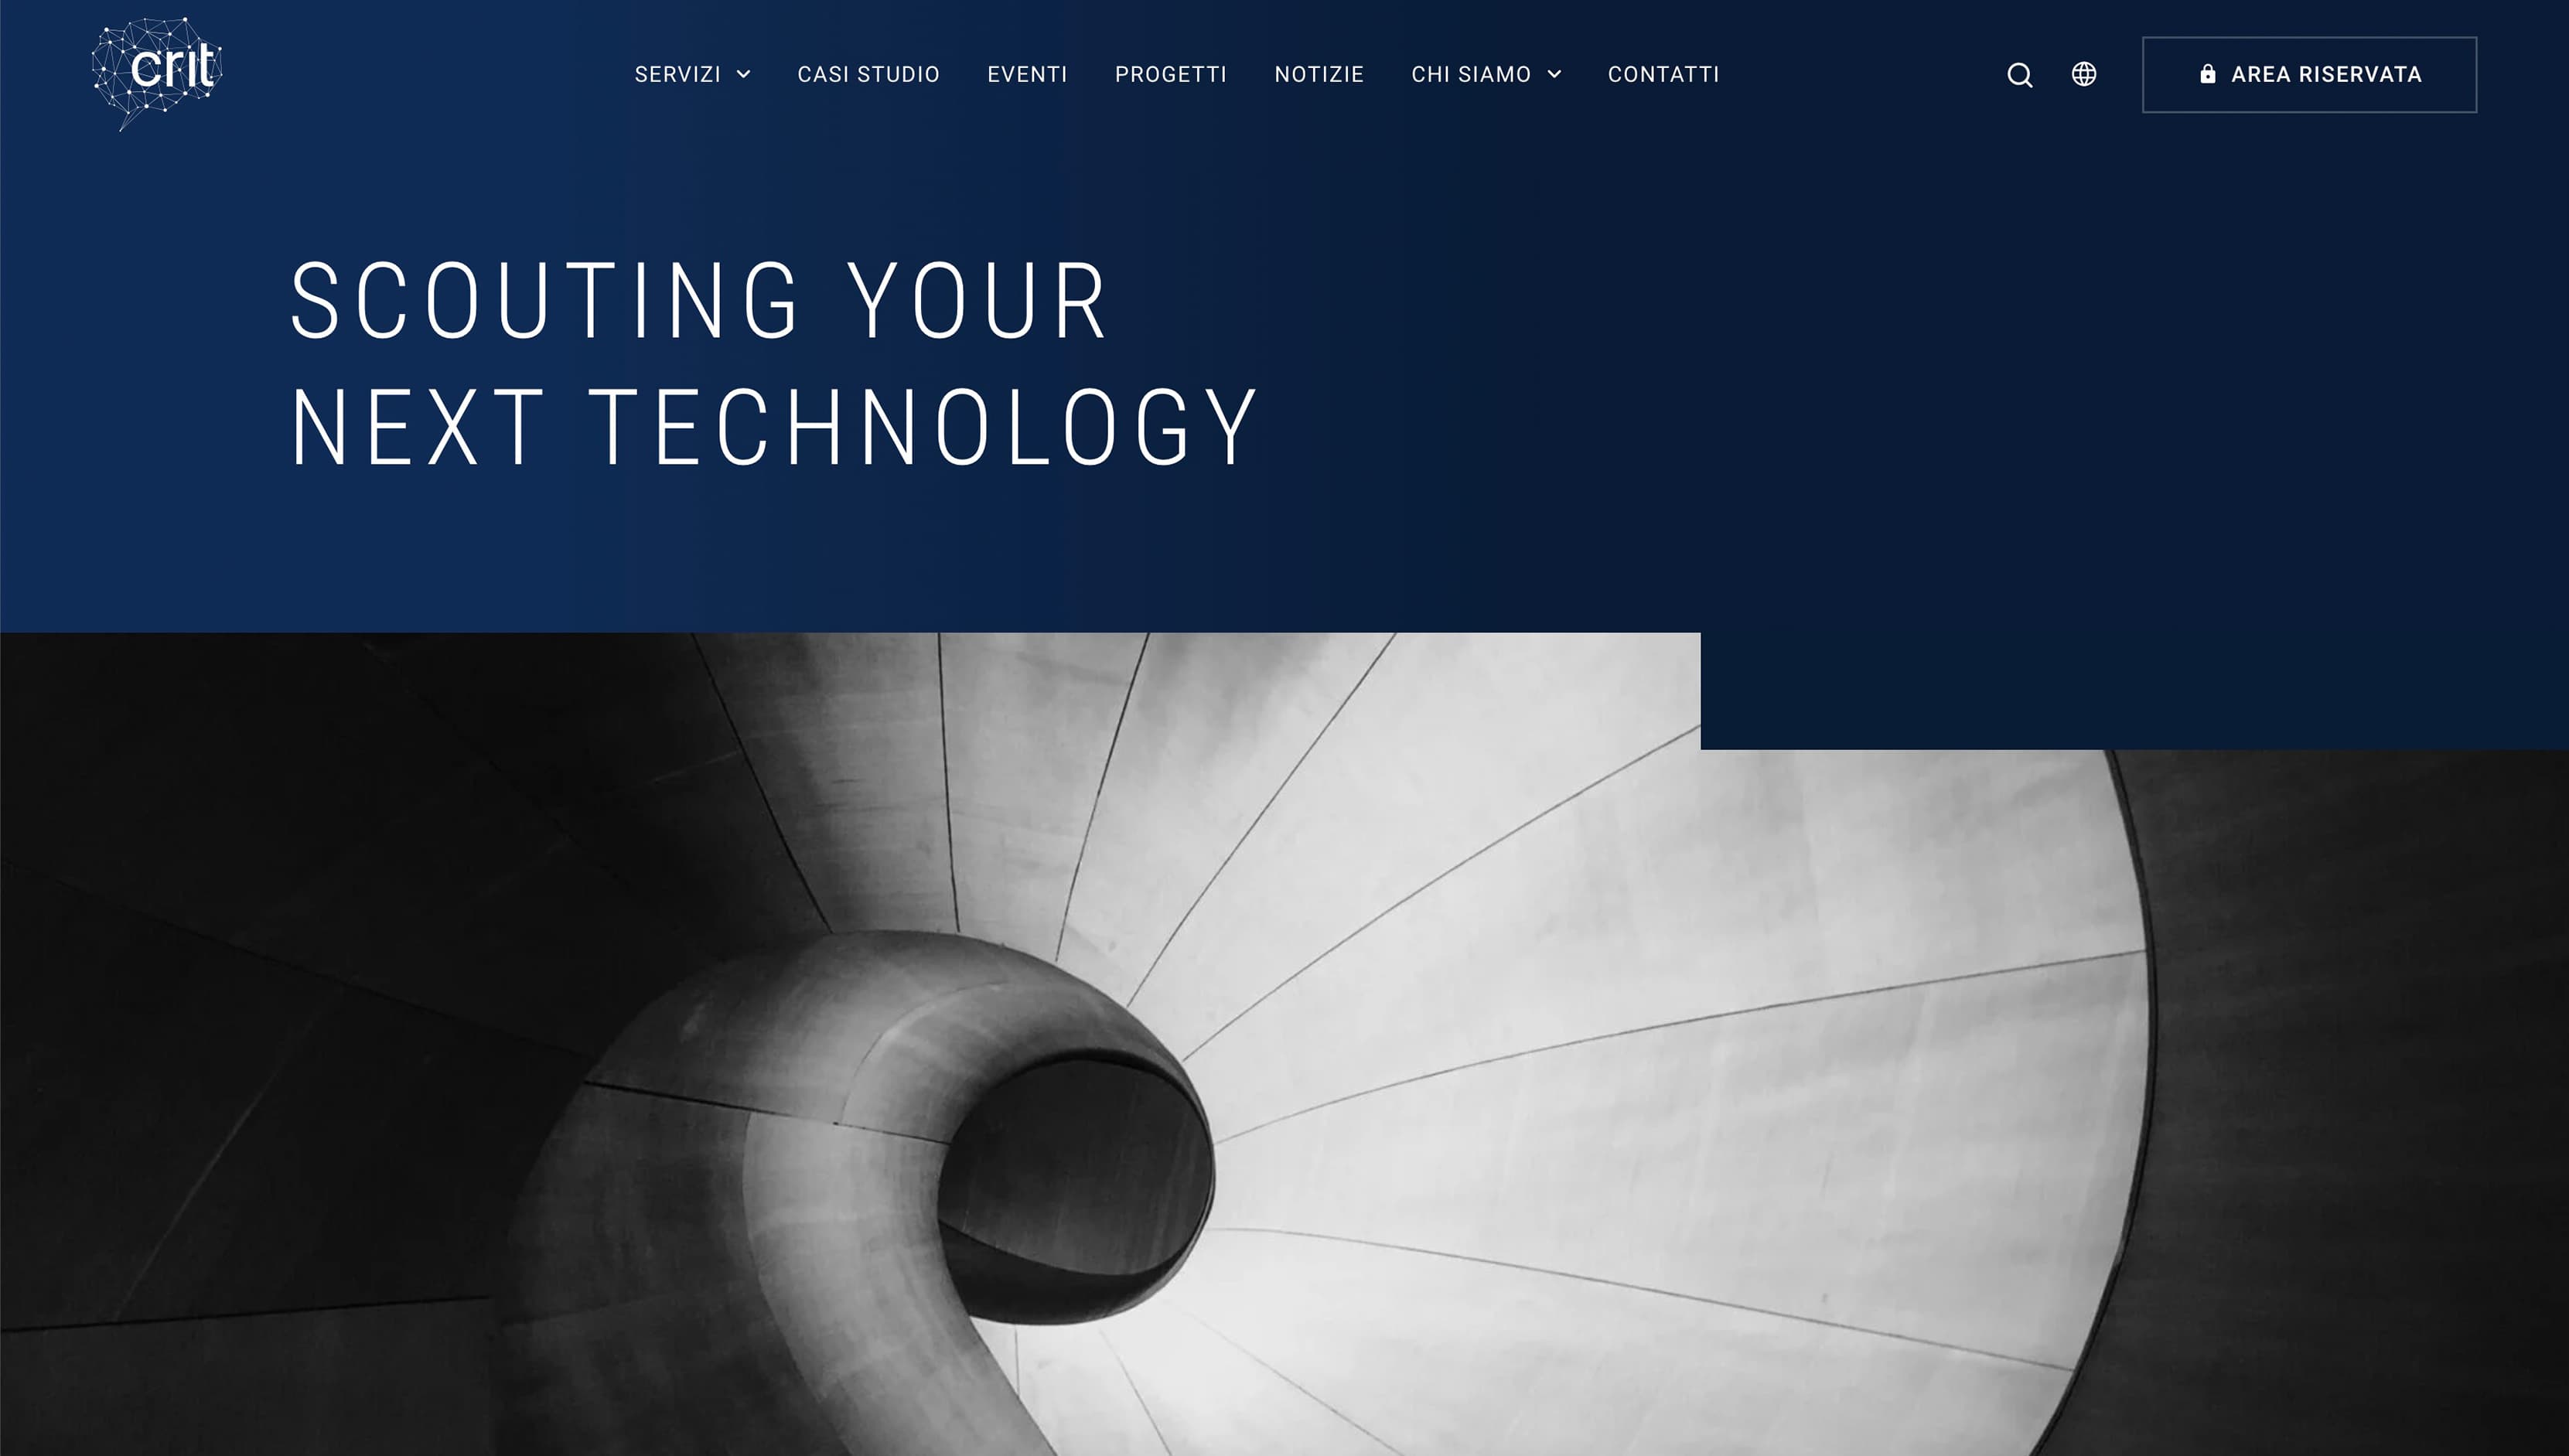 crit
SERVIZI
CASI STUDIO
EVENTI
PROGETTI
NOTIZIE
CHI SIAMO
CONTATTI
AREA RISERVATA
SCOUTING YOUR
NEXT TECHNOLOGY